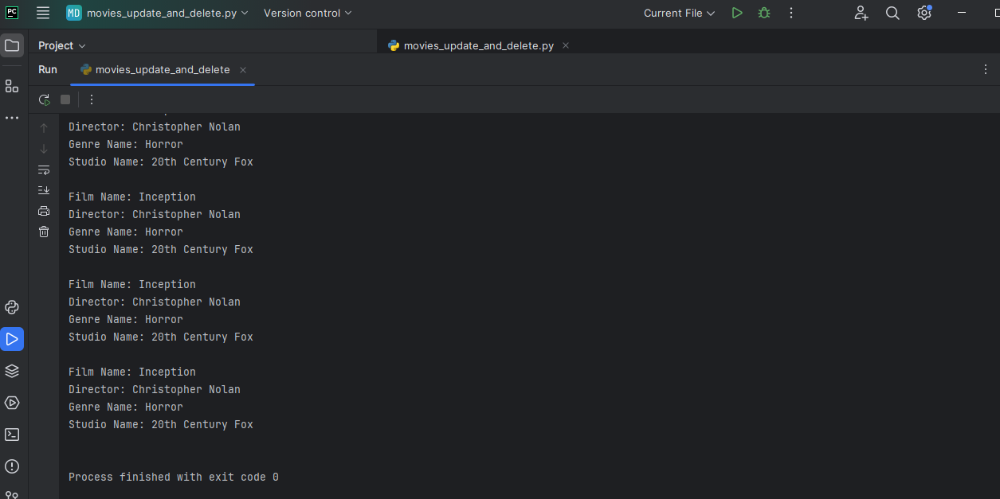 PC MD movies_update_and_delete.py Version control Current File
Project movies_update_and_delete.py
Run movies_update_and_delete
Director: Christopher Nolan
Genre Name: Horror
Studio Name: 20th Century Fox
Film Name: Inception
Director: Christopher Nolan
Genre Name: Horror
Studio Name: 20th Century Fox
Film Name: Inception
Director: Christopher Nolan
Genre Name: Horror
Studio Name: 20th Century Fox
Film Name: Inception
Director: Christopher Nolan
Genre Name: Horror
Studio Name: 20th Century Fox
Process finished with exit code 0